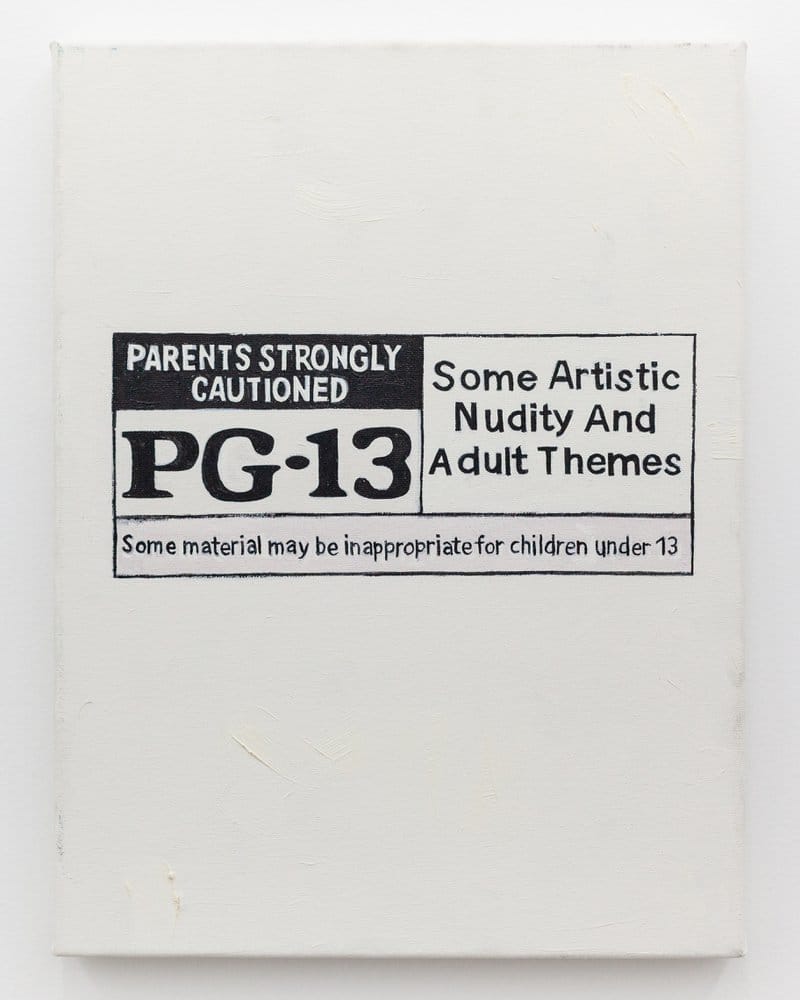 PARENTS STRONGLY
CAUTIONED
PG-13
Some Artistic
Nudity And
Adult Themes
Some material may be inappropriate for children under 13